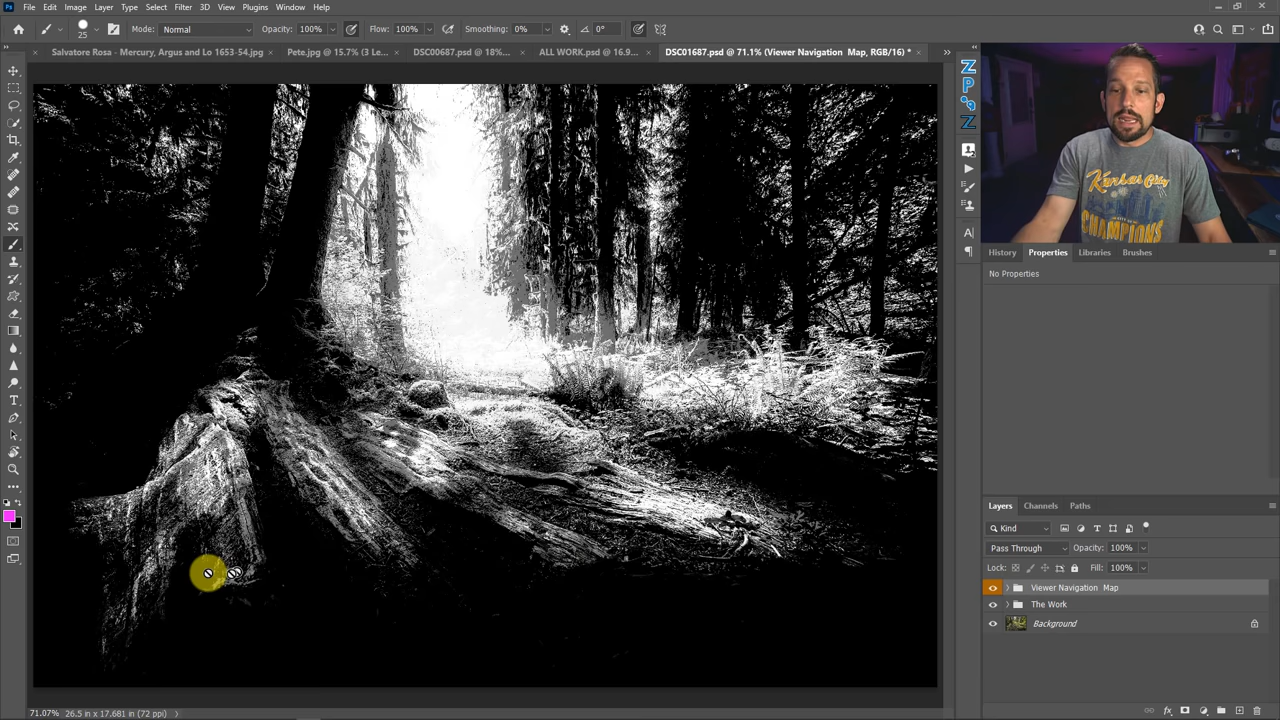 Ps File Edit Image Layer Type Select Filter 3D View Plugins Window Help
25 Mode: Normal Opacity: 100% Flow: 100% Smoothing: 0% 0°
Salvatore Rosa - Mercury, Argus and Lo 1653-54.jpg × Pete.jpg @ 15.7% (3 Le... × DSC00687.psd @ 18%... × ALL WORK.psd @ 16.9... × DSC01687.psd @ 71.1% (Viewer Navigation Map, RGB/16) * ×
Kansas City
CHAMPIONS
History Properties Libraries Brushes
No Properties
Layers Channels Paths
Kind
Pass Through Opacity: 100%
Lock: Fill: 100%
Viewer Navigation Map
The Work
Background
71.07% 26.5 in x 17.681 in (72 ppi)